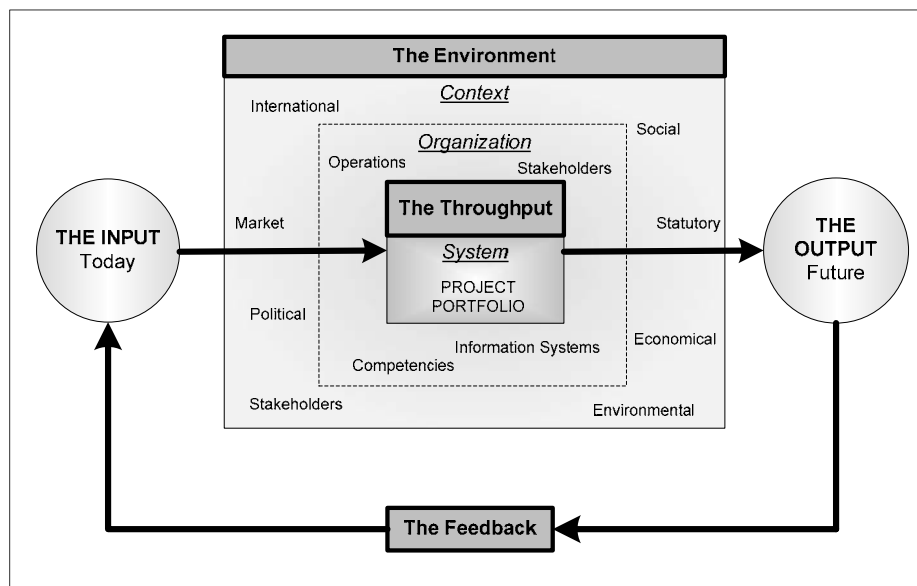 The Environment
Context
International
Social
Organization
Operations
Stakeholders
The Throughput
THE INPUT
Today
Market
Statutory
THE
OUTPUT
Future
System
PROJECT
PORTFOLIO
Political
Economical
Information Systems
Competencies
Stakeholders
Environmental
The Feedback